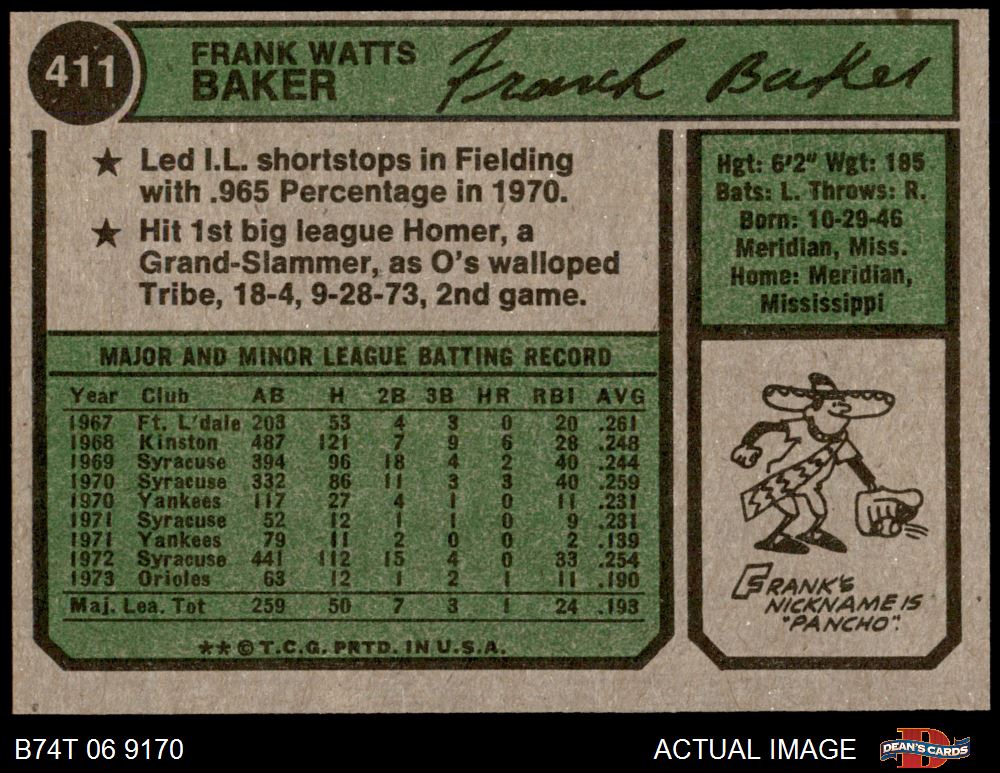 411
FRANK WATTS
BAKER
Frank Baker
★ Led I.L. shortstops in Fielding
with .965 Percentage in 1970.
★ Hit 1st big league Homer, a
Grand-Slammer, as O's walloped
Tribe, 18-4, 9-28-73, 2nd game.
Hgt: 6'2" Wgt: 185
Bats: L. Throws: R.
Born: 10-29-46
Meridian, Miss.
Home: Meridian,
Mississippi
MAJOR AND MINOR LEAGUE BATTING RECORD
Year Club AB H 2B 3B HR RBI AVG
1967 Ft. L'dale 203 53 4 3 0 20 .261
1968 Kinston 487 121 7 9 6 28 .248
1969 Syracuse 394 96 18 4 2 40 .244
1970 Syracuse 332 86 11 3 3 40 .259
1970 Yankees 117 27 4 1 0 11 .231
1971 Syracuse 52 12 1 1 0 9 .231
1971 Yankees 79 11 2 0 0 2 .139
1972 Syracuse 441 112 15 4 0 33 .254
1973 Orioles 63 12 1 2 1 11 .190
Maj. Lea. Tot 259 50 7 3 1 24 .193
**©T.C.G. PRTD. IN U.S.A.
FRANK'S
NICKNAME IS
"PANCHO".
B74T 06 9170
ACTUAL IMAGE
DEAN'S CARDS